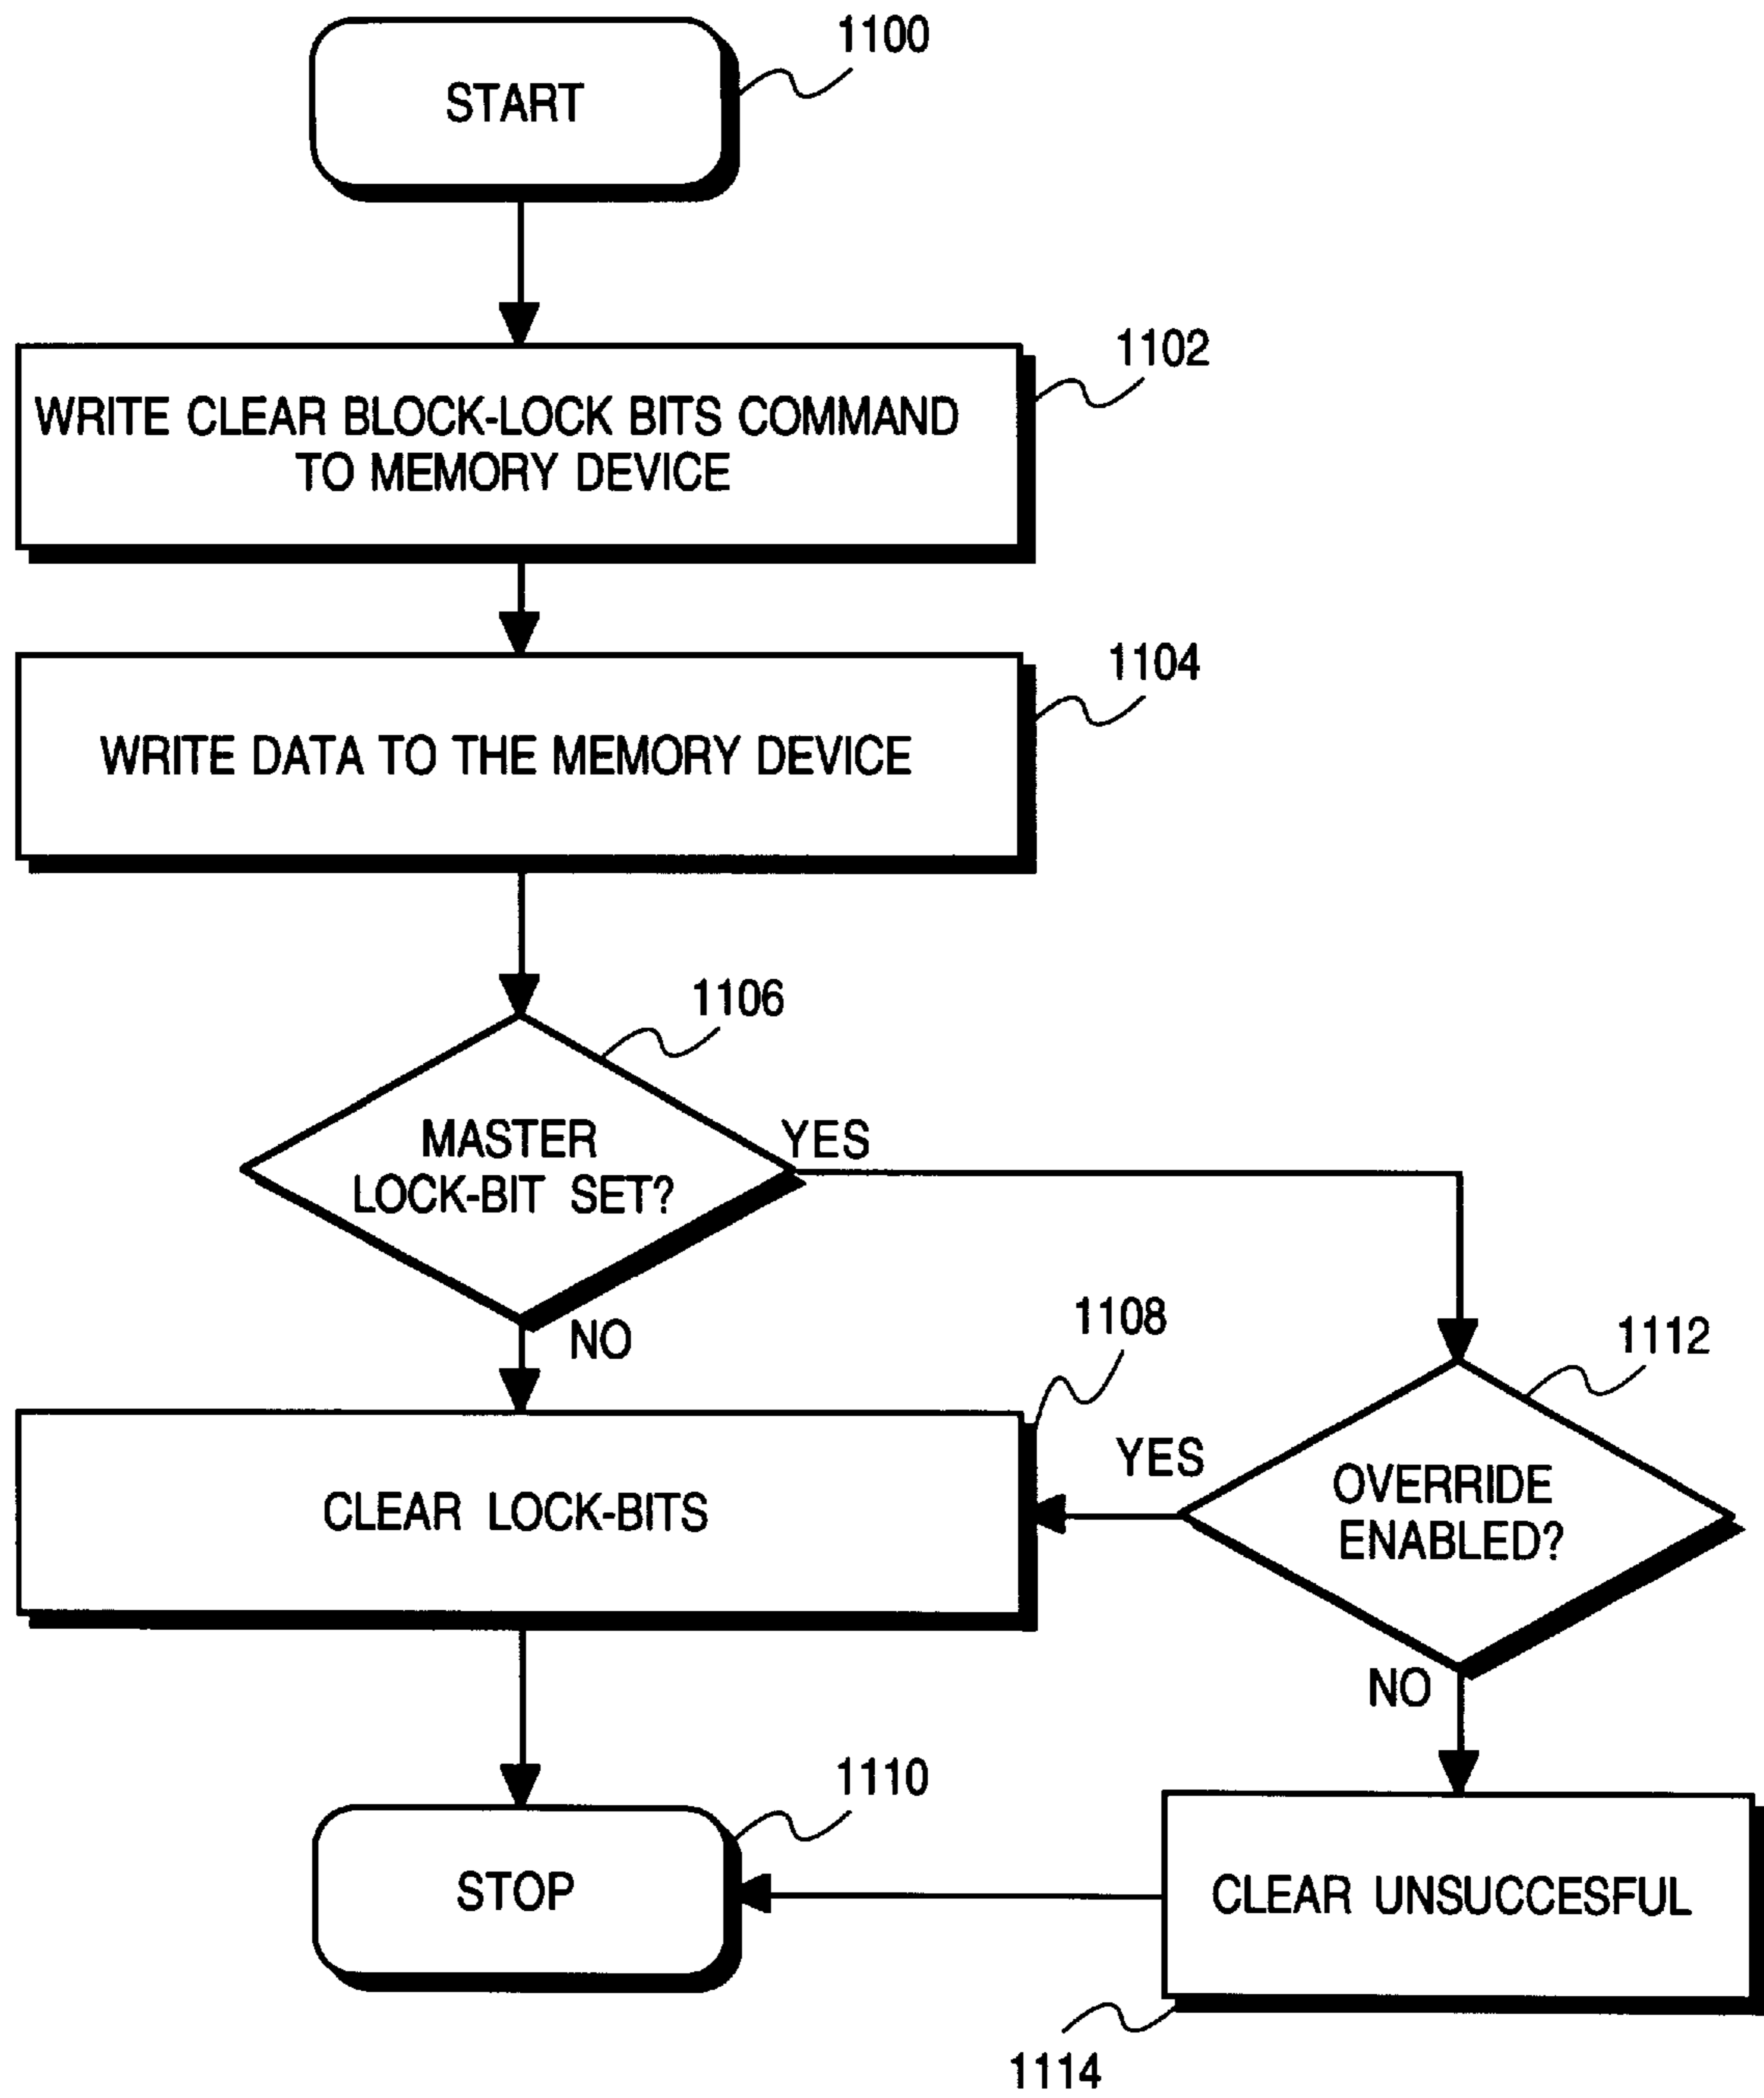 START
1100
WRITE CLEAR BLOCK-LOCK BITS COMMAND
TO MEMORY DEVICE
1102
WRITE DATA TO THE MEMORY DEVICE
1104
1106
MASTER
LOCK-BIT SET?
YES
NO
1108
CLEAR LOCK-BITS
YES
1112
OVERRIDE
ENABLED?
NO
1110
STOP
CLEAR UNSUCCESFUL
1114